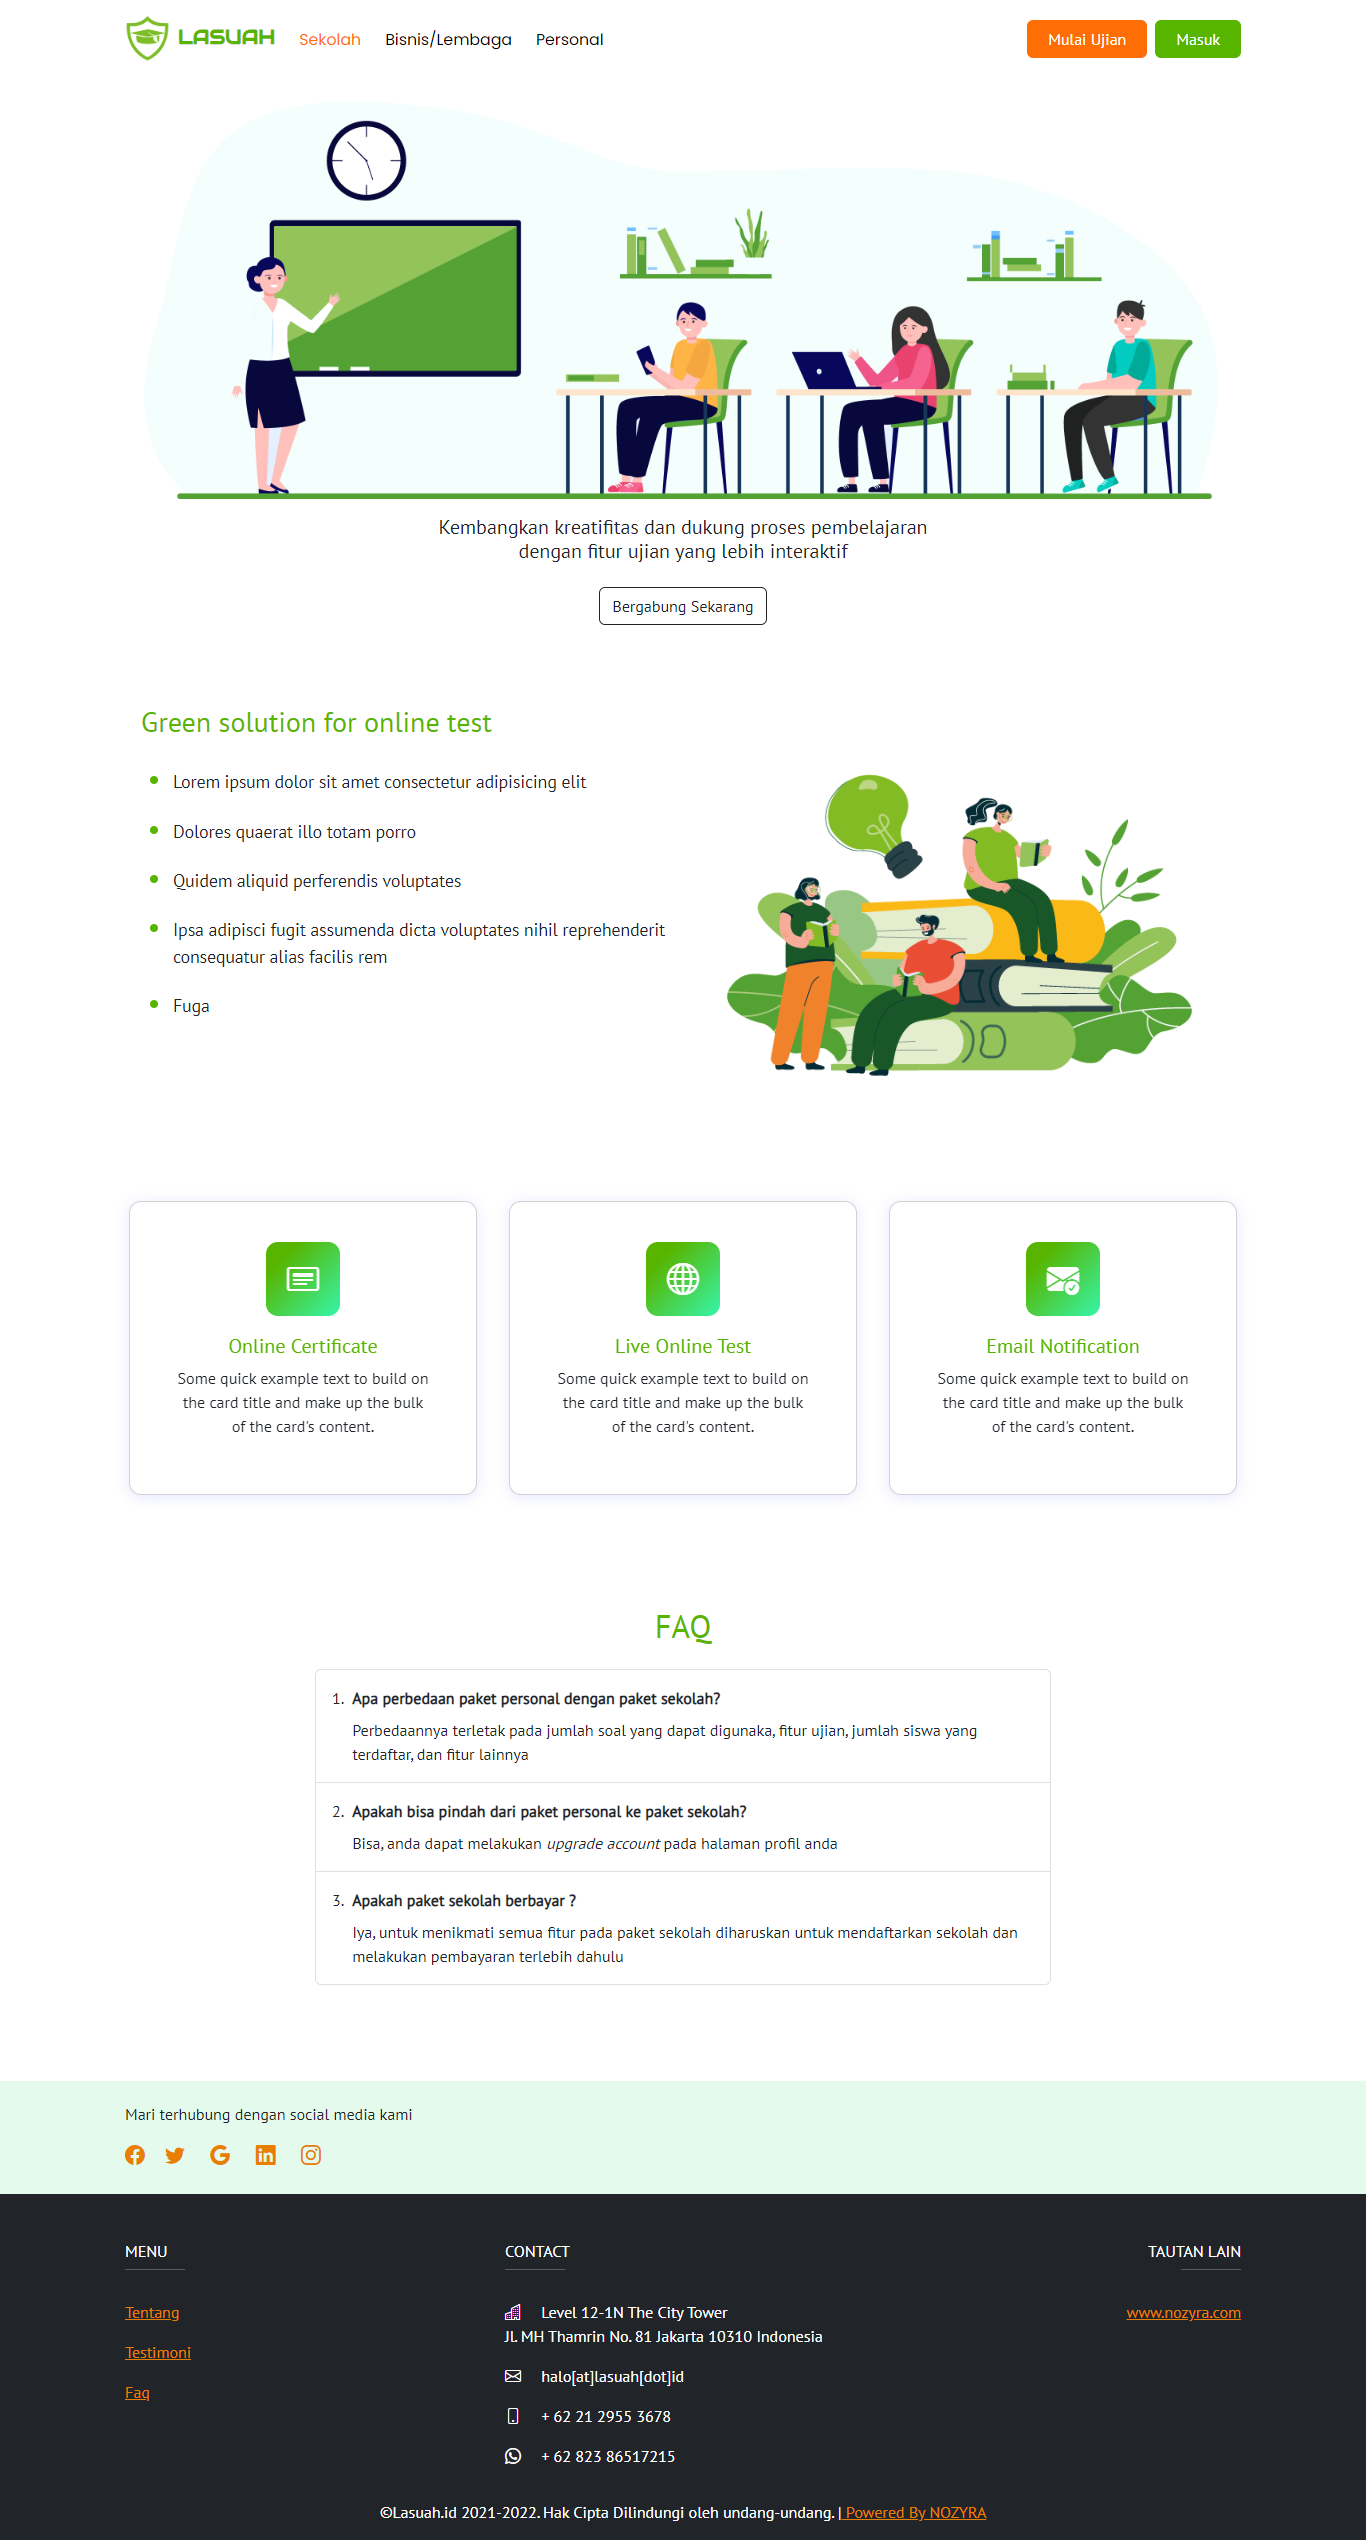 LASUAH Sekolah Bisnis/Lembaga Personal Mulai Ujian Masuk
Kembangkan kreatifitas dan dukung proses pembelajaran
dengan fitur ujian yang lebih interaktif
Bergabung Sekarang
Green solution for online test
Lorem ipsum dolor sit amet consectetur adipisicing elit
Dolores quaerat illo totam porro
Quidem aliquid perferendis voluptates
Ipsa adipisci fugit assumenda dicta voluptates nihil reprehenderit
consequatur alias facilis rem
Fuga
Online Certificate
Some quick example text to build on
the card title and make up the bulk
of the card's content.
Live Online Test
Some quick example text to build on
the card title and make up the bulk
of the card's content.
Email Notification
Some quick example text to build on
the card title and make up the bulk
of the card's content.
FAQ
1. Apa perbedaan paket personal dengan paket sekolah?
Perbedaannya terletak pada jumlah soal yang dapat digunaka, fitur ujian, jumlah siswa yang
terdaftar, dan fitur lainnya
2. Apakah bisa pindah dari paket personal ke paket sekolah?
Bisa, anda dapat melakukan upgrade account pada halaman profil anda
3. Apakah paket sekolah berbayar ?
Iya, untuk menikmati semua fitur pada paket sekolah diharuskan untuk mendaftarkan sekolah dan
melakukan pembayaran terlebih dahulu
Mari terhubung dengan social media kami
MENU
Tentang
Testimoni
Faq
CONTACT
Level 12-1N The City Tower
JL. MH Thamrin No. 81 Jakarta 10310 Indonesia
halo[at]lasuah[dot]id
+ 62 21 2955 3678
+ 62 823 86517215
TAUTAN LAIN
www.nozyra.com
©Lasuah.id 2021-2022. Hak Cipta Dilindungi oleh undang-undang. | Powered By NOZYRA